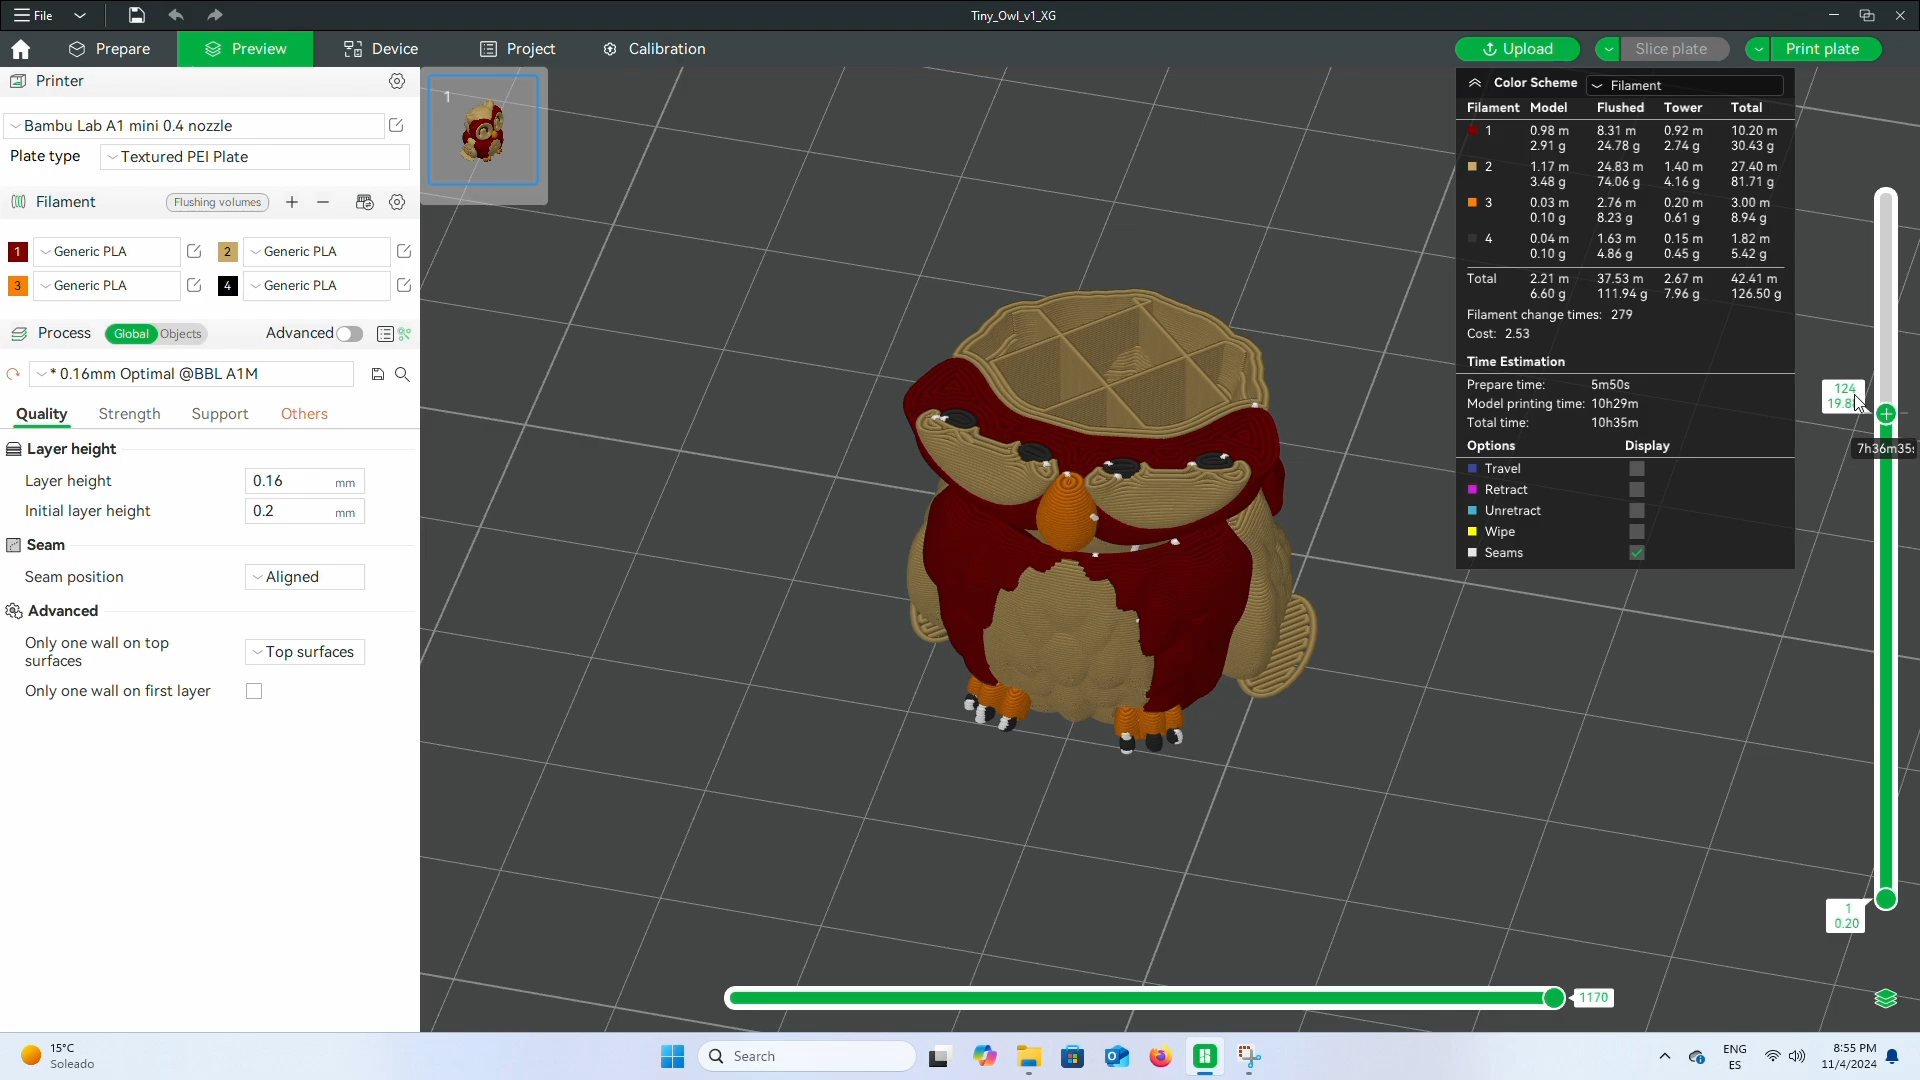 File
Tiny_Owl_v1_XG
Prepare
Preview
Device
Project
Calibration
Upload
Slice plate
Print plate
Printer
Bambu Lab A1 mini 0.4 nozzle
Plate type
Textured PEI Plate
Filament
Flushing volumes
1
Generic PLA
2
Generic PLA
3
Generic PLA
4
Generic PLA
Process
Global
Objects
Advanced
* 0.16mm Optimal @BBL A1M
Quality
Strength
Support
Others
Layer height
Layer height
0.16 mm
Initial layer height
0.2 mm
Seam
Seam position
Aligned
Advanced
Only one wall on top
surfaces
Top surfaces
Only one wall on first layer
1
Color Scheme
Filament
Filament Model Flushed Tower Total
1 0.98 m 8.31 m 0.92 m 10.20 m
2.91 g 24.78 g 2.74 g 30.43 g
2 1.17 m 24.83 m 1.40 m 27.40 m
3.48 g 74.06 g 4.16 g 81.71 g
3 0.03 m 2.76 m 0.20 m 3.00 m
0.10 g 8.23 g 0.61 g 8.94 g
4 0.04 m 1.63 m 0.15 m 1.82 m
0.10 g 4.86 g 0.45 g 5.42 g
Total 2.21 m 37.53 m 2.67 m 42.41 m
6.60 g 111.94 g 7.96 g 126.50 g
Filament change times: 279
Cost: 2.53
Time Estimation
Prepare time: 5m50s
Model printing time: 10h29m
Total time: 10h35m
Options Display
Travel
Retract
Unretract
Wipe
Seams
124
7h36m35s
1
0.20
1170
15°C
Soleado
Search
ENG
ES
8:55 PM
11/4/2024